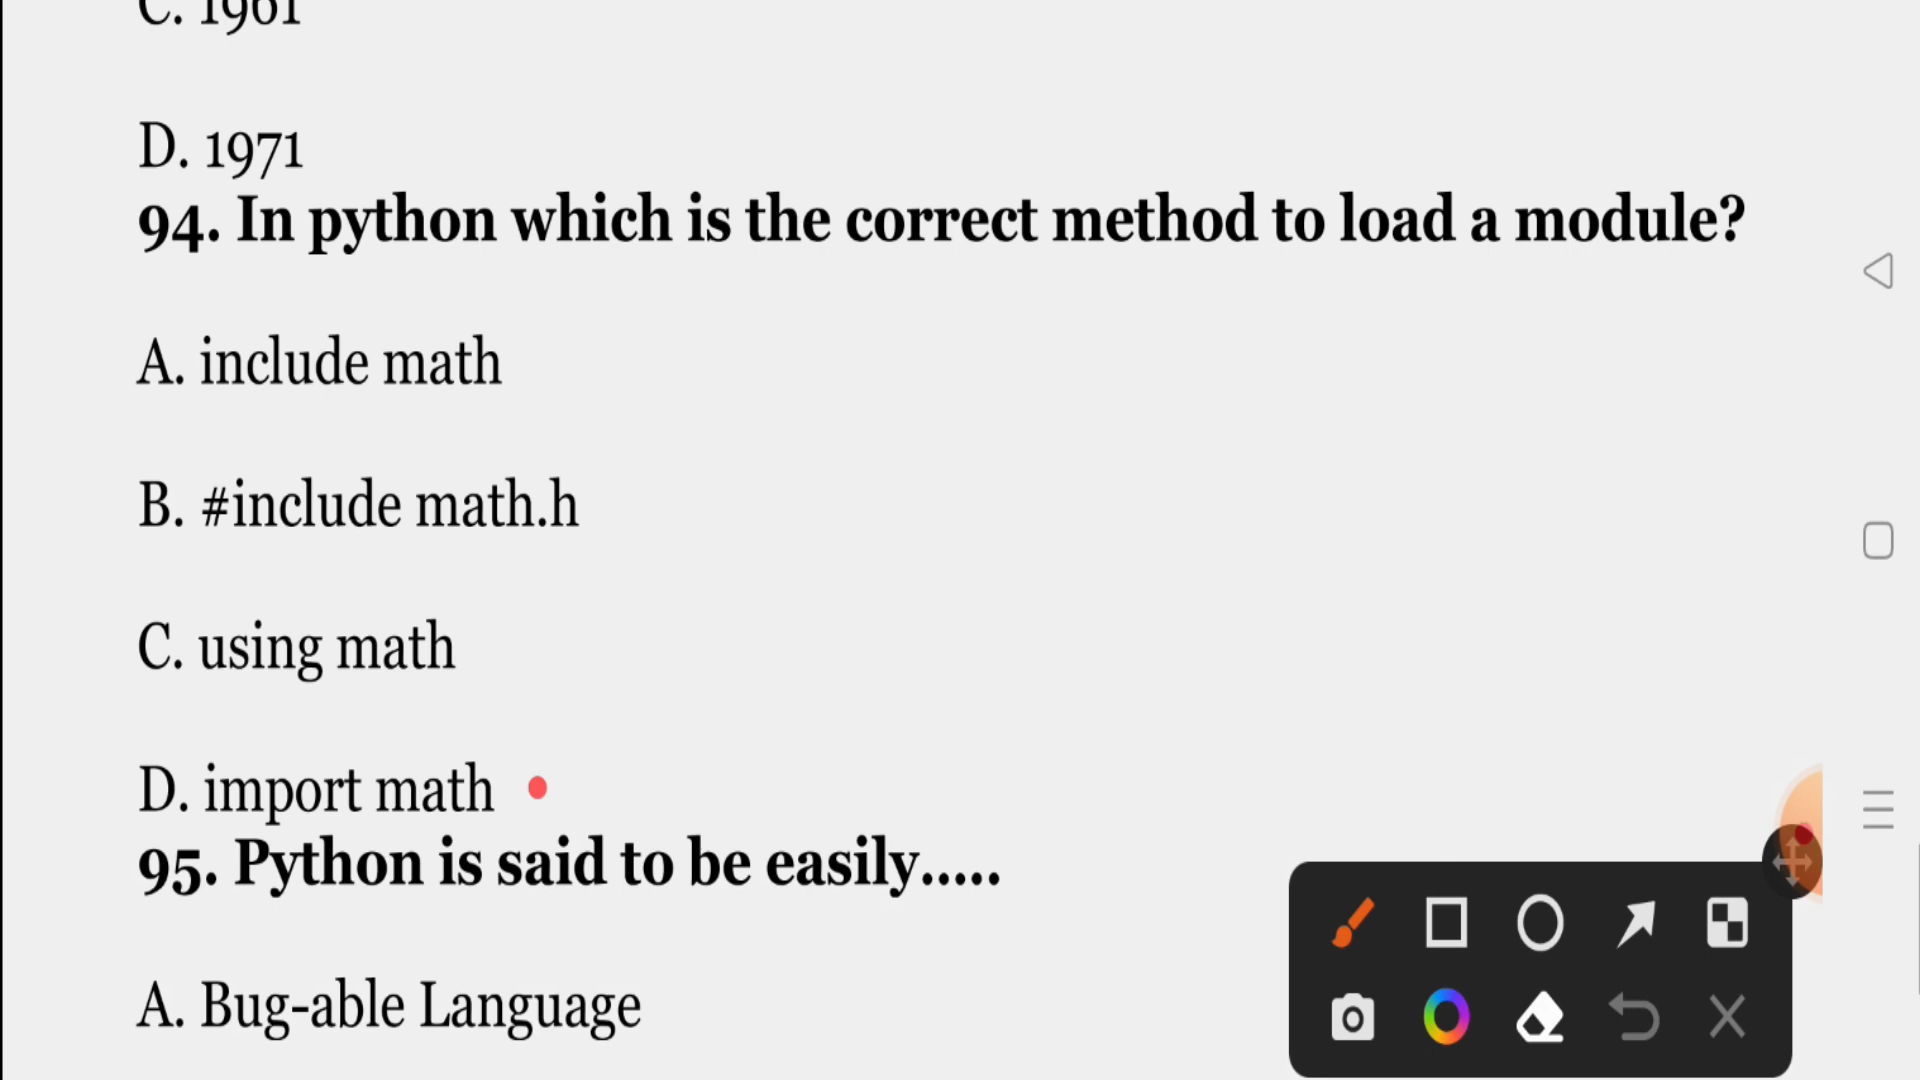 C. 1961
D. 1971
94. In python which is the correct method to load a module?
A. include math
B. #include math.h
C. using math
D. import math
95. Python is said to be easily.....
A. Bug-able Language